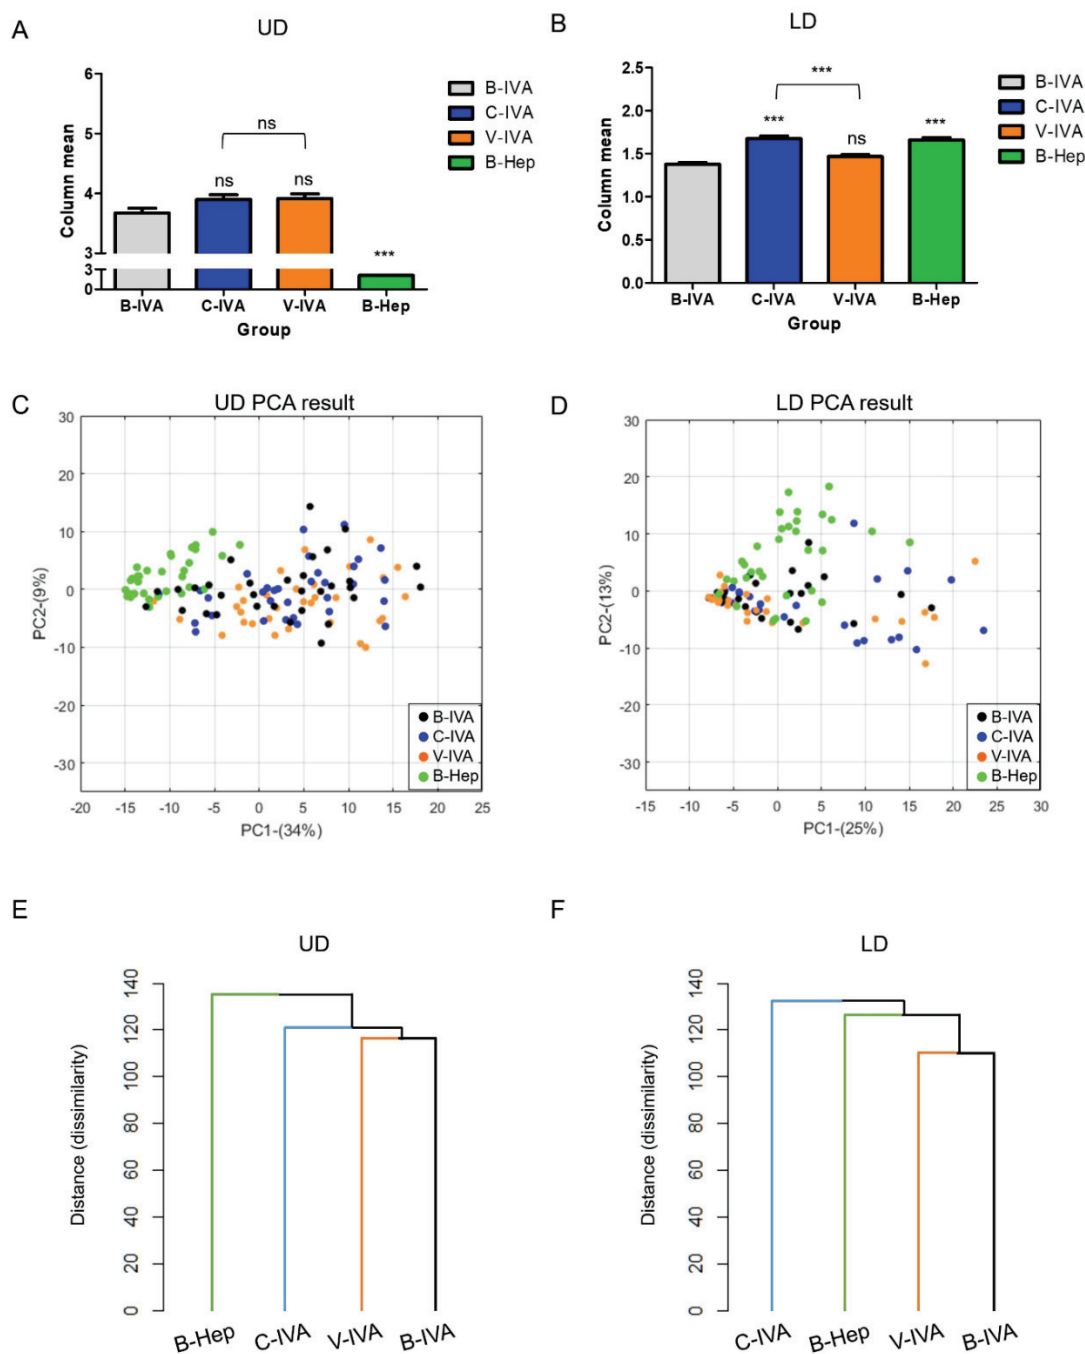 A
UD
6
5
4
3
3
0
Column mean
ns
ns
ns
***
B-IVA
C-IVA
V-IVA
B-Hep
Group
B-IVA
C-IVA
V-IVA
B-Hep
B
LD
2.5
2.0
1.5
1.0
0.5
0.0
Column mean
***
***
ns
***
B-IVA
C-IVA
V-IVA
B-Hep
Group
B-IVA
C-IVA
V-IVA
B-Hep
C
UD PCA result
30
20
10
0
-10
-20
-30
PC2-(9%)
-20 -15 -10 -5 0 5 10 15 20 25
PC1-(34%)
B-IVA
C-IVA
V-IVA
B-Hep
D
LD PCA result
30
20
10
0
-10
-20
-30
PC2-(13%)
-15 -10 -5 0 5 10 15 20 25 30
PC1-(25%)
B-IVA
C-IVA
V-IVA
B-Hep
E
UD
140
120
100
80
60
40
20
0
Distance (dissimilarity)
B-Hep C-IVA V-IVA B-IVA
F
LD
140
120
100
80
60
40
20
0
Distance (dissimilarity)
C-IVA B-Hep V-IVA B-IVA